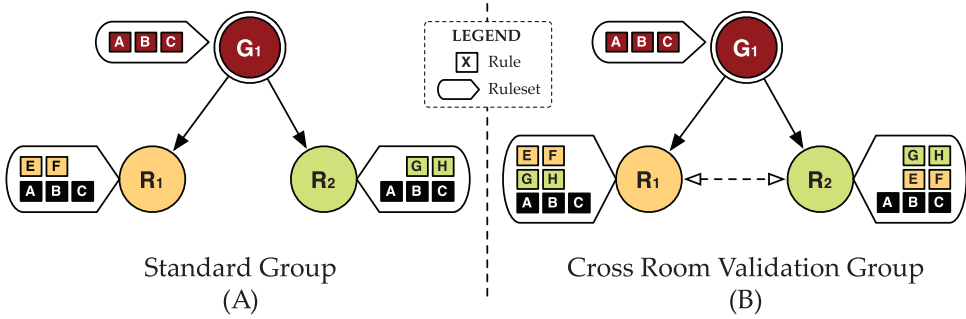 A B C
G1
E F
A B C
R1
R2
G H
A B C
Standard Group
(A)
LEGEND
X Rule
Ruleset
A B C
G1
E F
G H
A B C
R1
R2
G H
E F
A B C
Cross Room Validation Group
(B)